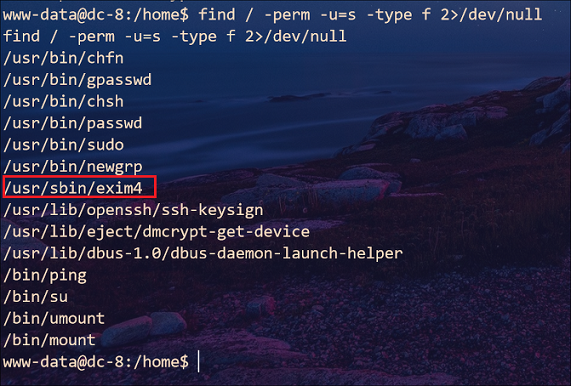 www-data@dc-8:/home$ find / -perm -u=s -type f 2>/dev/null
find / -perm -u=s -type f 2>/dev/null
/usr/bin/chfn
/usr/bin/gpasswd
/usr/bin/chsh
/usr/bin/passwd
/usr/bin/sudo
/usr/bin/newgrp
/usr/sbin/exim4
/usr/lib/openssh/ssh-keysign
/usr/lib/eject/dmcrypt-get-device
/usr/lib/dbus-1.0/dbus-daemon-launch-helper
/bin/ping
/bin/su
/bin/umount
/bin/mount
www-data@dc-8:/home$